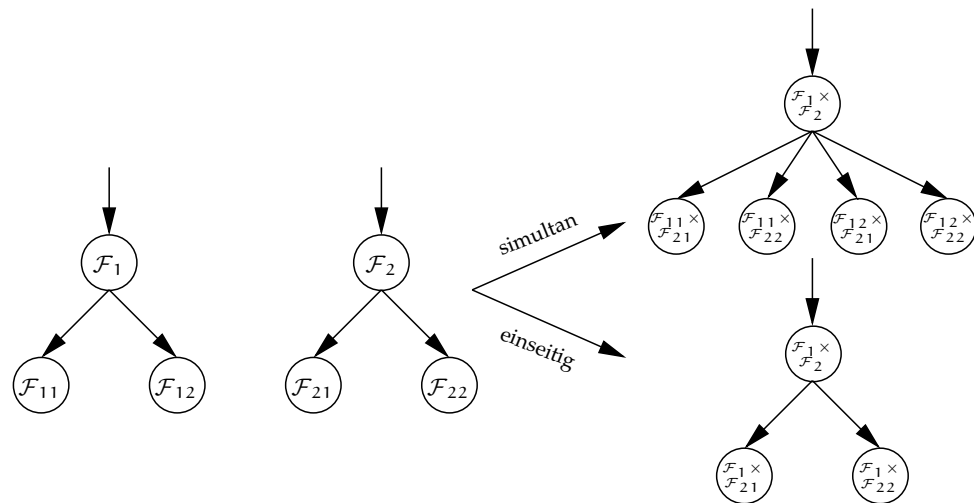 ℱ₁ ×
ℱ₂
ℱ₁₁ ×
ℱ₂₁
ℱ₁₁ ×
ℱ₂₂
ℱ₁₂ ×
ℱ₂₁
ℱ₁₂ ×
ℱ₂₂
ℱ₁
ℱ₂
simultan
einseitig
ℱ₁₁
ℱ₁₂
ℱ₂₁
ℱ₂₂
ℱ₁ ×
ℱ₂
ℱ₁ ×
ℱ₂₁
ℱ₁ ×
ℱ₂₂